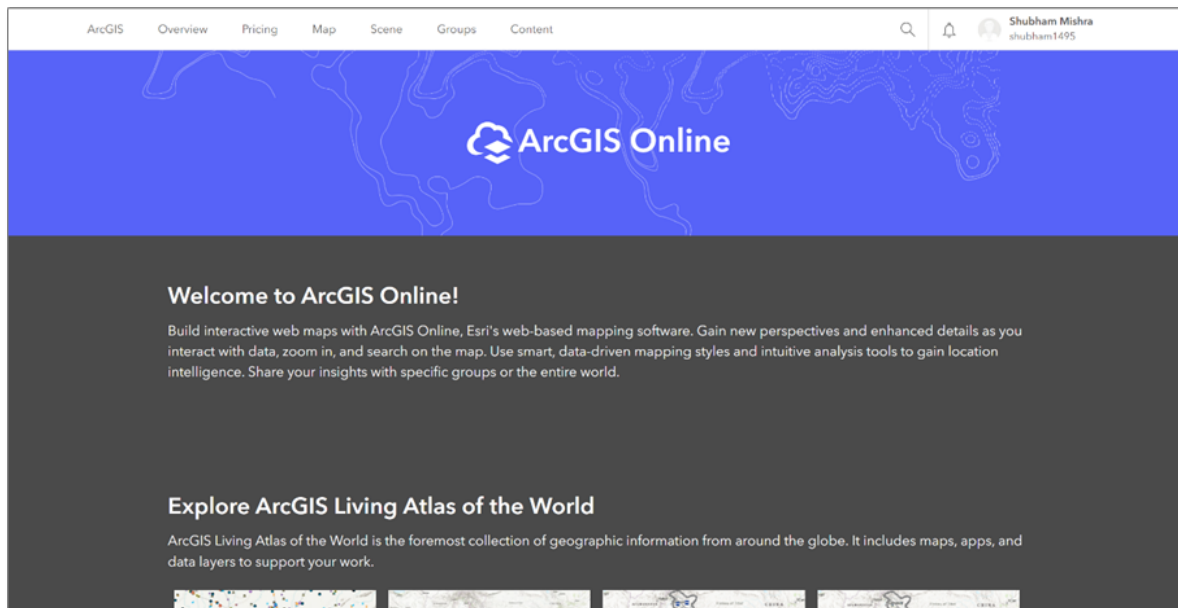 ArcGIS Overview Pricing Map Scene Groups Content Shubham Mishra
shubham1495
ArcGIS Online
Welcome to ArcGIS Online!
Build interactive web maps with ArcGIS Online, Esri's web-based mapping software. Gain new perspectives and enhanced details as you
interact with data, zoom in, and search on the map. Use smart, data-driven mapping styles and intuitive analysis tools to gain location
intelligence. Share your insights with specific groups or the entire world.
Explore ArcGIS Living Atlas of the World
ArcGIS Living Atlas of the World is the foremost collection of geographic information from around the globe. It includes maps, apps, and
data layers to support your work.